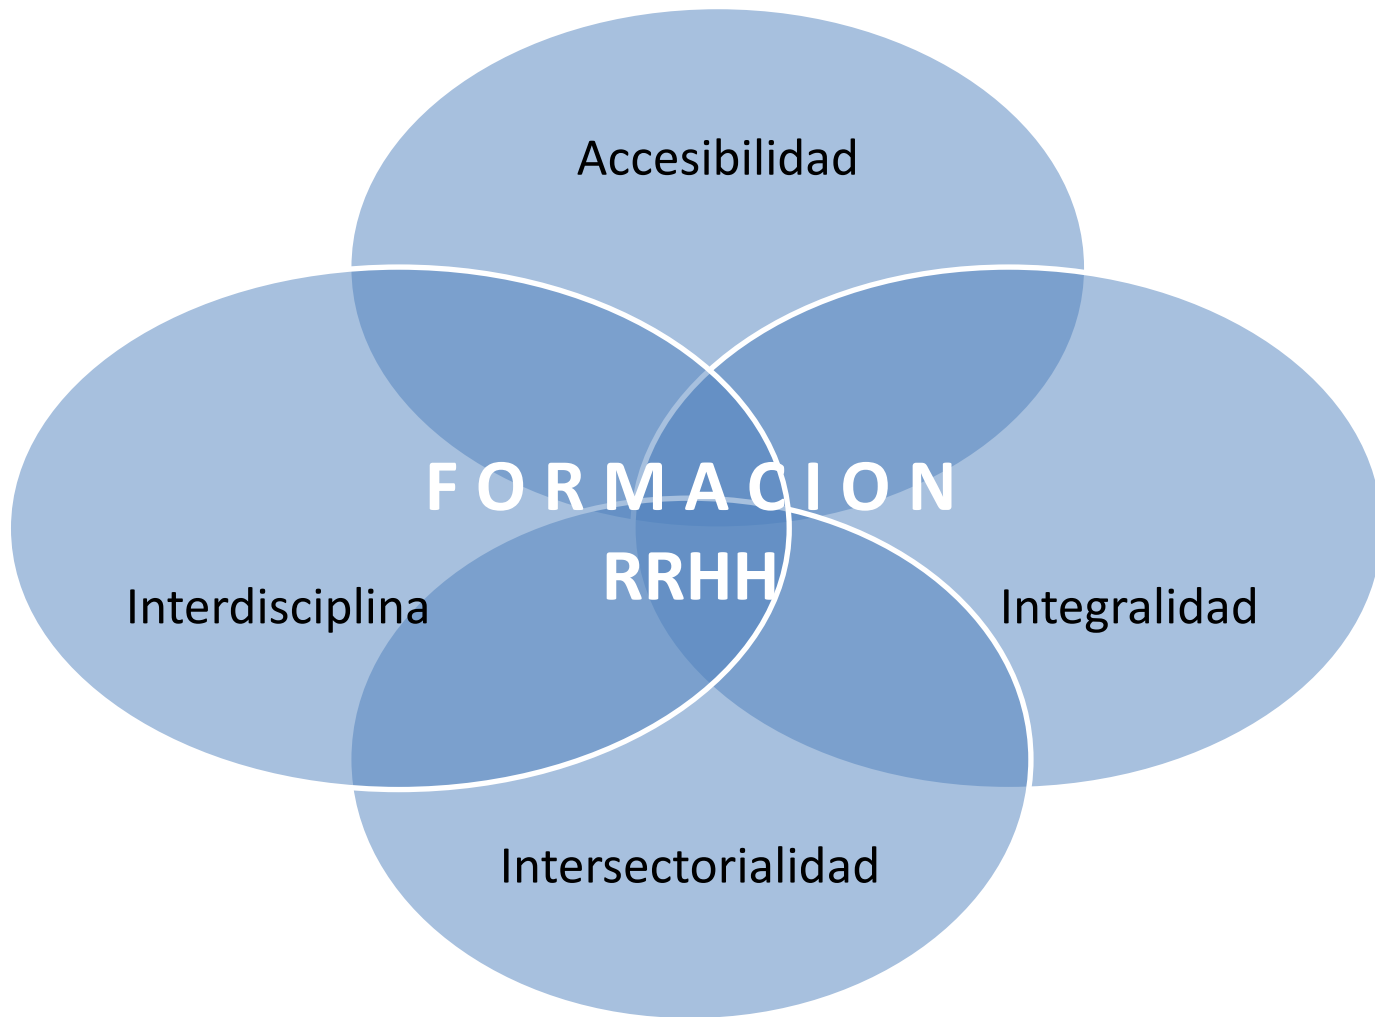 Accesibilidad
F O R M A C I O N
RRHH
Interdisciplina
Integralidad
Intersectorialidad